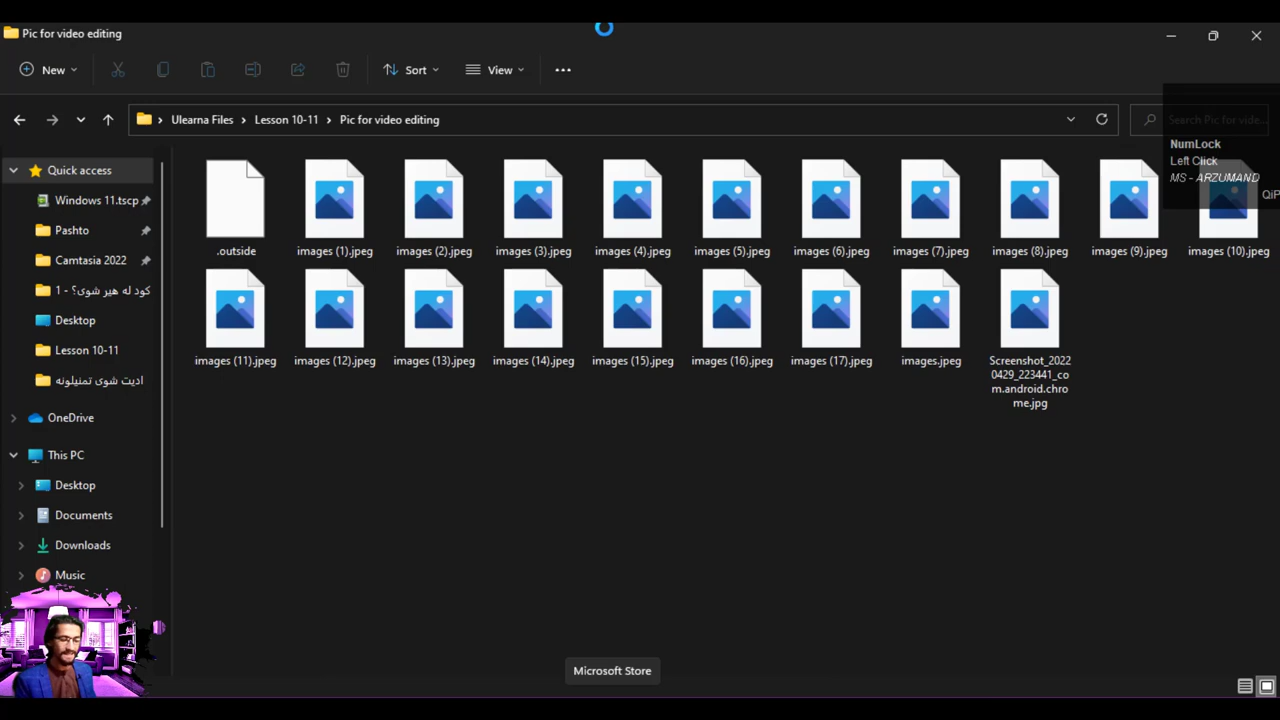 Pic for video editing
New
Sort
View
Ulearna Files > Lesson 10-11 > Pic for video editing
Search Pic for vide...
NumLock
Left Click
MS - ARZUMAND
QiP
Quick access
Windows 11.tscp
Pashto
Camtasia 2022
کود له هیر شوی؟ - 1
Desktop
Lesson 10-11
ادیت شوی تمنیلونه
OneDrive
This PC
Desktop
Documents
Downloads
Music
.outside
images (1).jpeg
images (2).jpeg
images (3).jpeg
images (4).jpeg
images (5).jpeg
images (6).jpeg
images (7).jpeg
images (8).jpeg
images (9).jpeg
images (10).jpeg
images (11).jpeg
images (12).jpeg
images (13).jpeg
images (14).jpeg
images (15).jpeg
images (16).jpeg
images (17).jpeg
images.jpeg
Screenshot_2022
0429_223441_co
m.android.chro
me.jpg
Microsoft Store